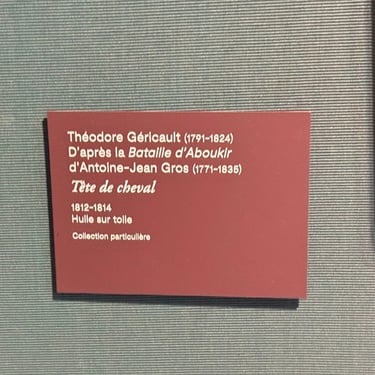 Théodore Géricault (1791-1824)
D'après la Bataille d'Aboukir
d'Antoine-Jean Gros (1771-1835)
Tête de cheval
1812-1814
Huile sur toile
Collection particulière